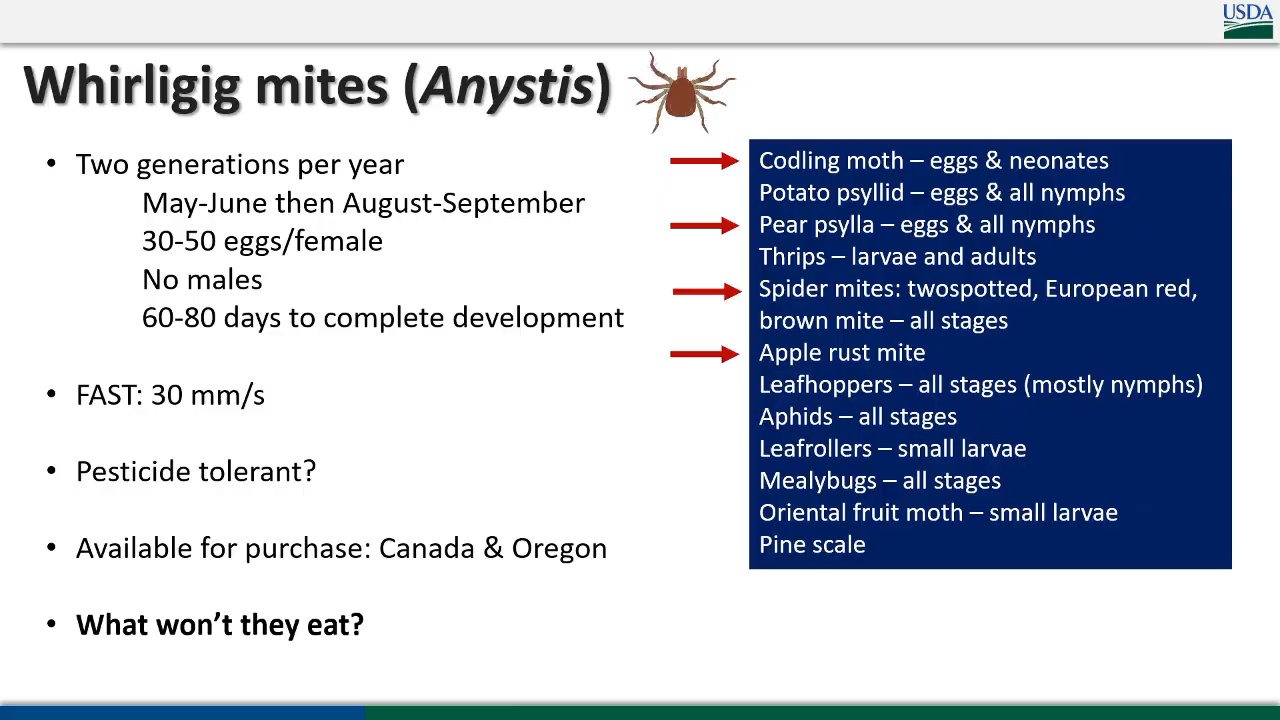 USDA
Whirligig mites (Anystis)
• Two generations per year
May-June then August-September
30-50 eggs/female
No males
60-80 days to complete development
• FAST: 30 mm/s
• Pesticide tolerant?
• Available for purchase: Canada & Oregon
• What won’t they eat?
Codling moth – eggs & neonates
Potato psyllid – eggs & all nymphs
Pear psylla – eggs & all nymphs
Thrips – larvae and adults
Spider mites: twospotted, European red,
brown mite – all stages
Apple rust mite
Leafhoppers – all stages (mostly nymphs)
Aphids – all stages
Leafrollers – small larvae
Mealybugs – all stages
Oriental fruit moth – small larvae
Pine scale